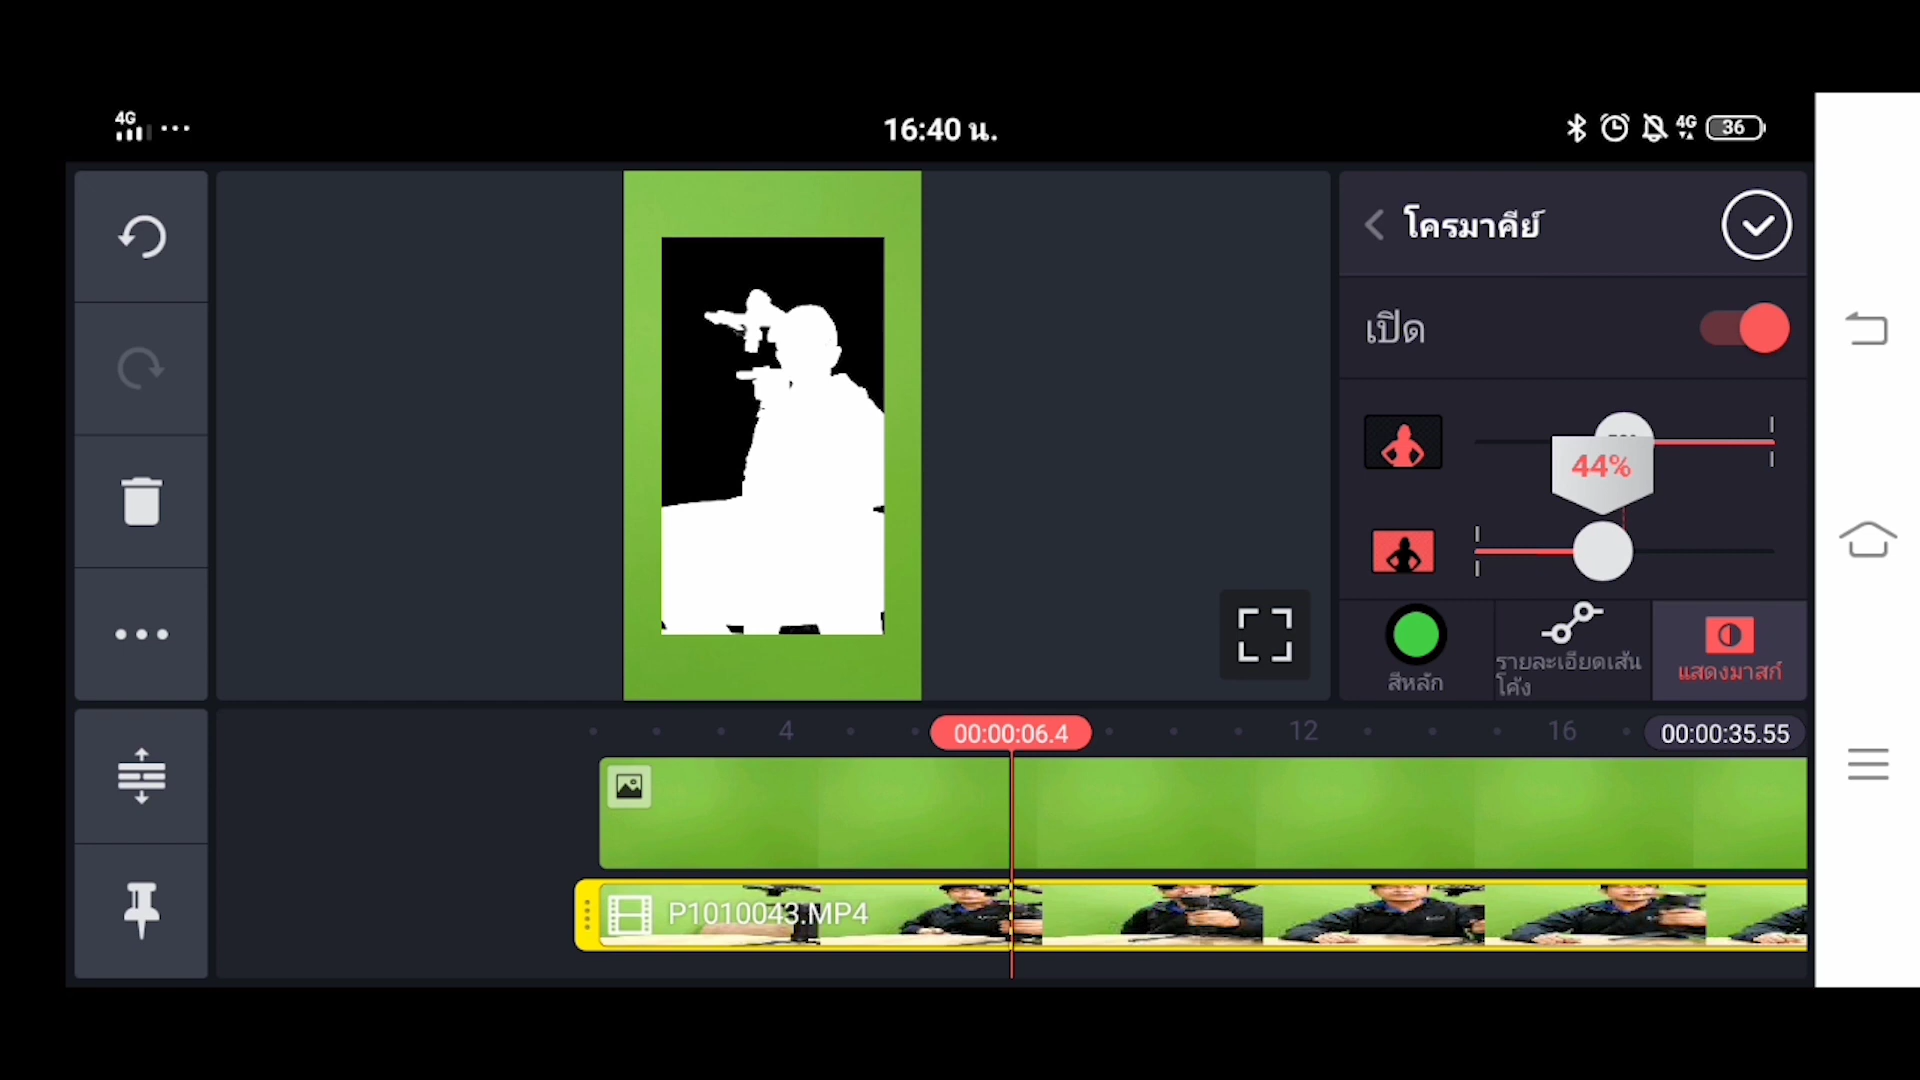 4G
16:40 น.
4G
36
โครมาคีย์
เปิด
44%
สีหลัก
รายละเอียดเส้น
โค้ง
แสดงมาสก์
4
00:00:06.4
12
16
00:00:35.55
P1010043.MP4